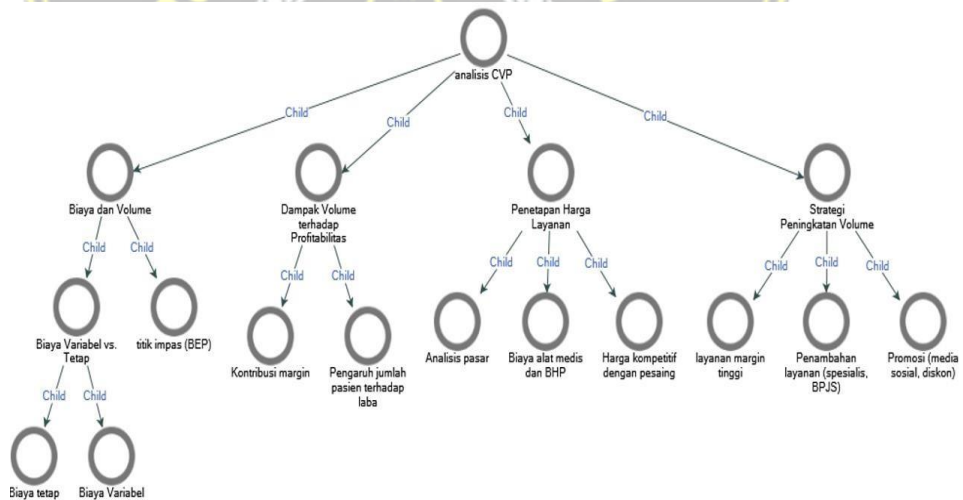 analisis CVP
Child
Child
Child
Child
Biaya dan Volume
Dampak Volume
terhadap
Profitabilitas
Penetapan Harga
Layanan
Strategi
Peningkatan Volume
Child
Child
Child
Child
Child
Child
Child
Child
Child
Child
Biaya Variabel vs.
Tetap
titik impas (BEP)
Kontribusi margin
Pengaruh jumlah
pasien terhadap
laba
Analisis pasar
Biaya alat medis
dan BHP
Harga kompetitif
dengan pesaing
layanan margin
tinggi
Penambahan
layanan (spesialis,
BPJS)
Promosi (media
sosial, diskon)
Child
Child
Biaya tetap
Biaya Variabel